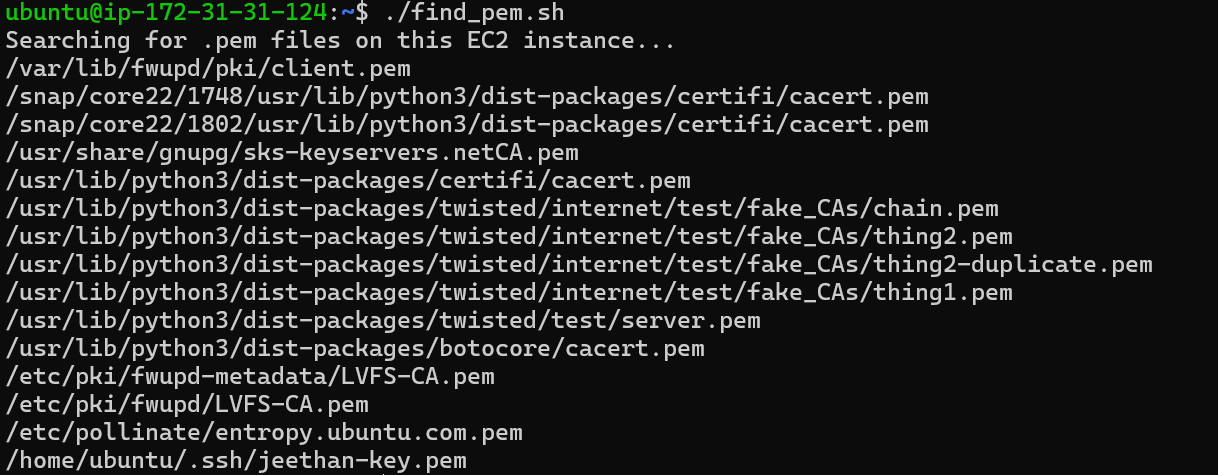 ubuntu@ip-172-31-31-124:~$ ./find_pem.sh
Searching for .pem files on this EC2 instance...
/var/lib/fwupd/pki/client.pem
/snap/core22/1748/usr/lib/python3/dist-packages/certifi/cacert.pem
/snap/core22/1802/usr/lib/python3/dist-packages/certifi/cacert.pem
/usr/share/gnupg/sks-keyservers.netCA.pem
/usr/lib/python3/dist-packages/certifi/cacert.pem
/usr/lib/python3/dist-packages/twisted/internet/test/fake_CAs/chain.pem
/usr/lib/python3/dist-packages/twisted/internet/test/fake_CAs/thing2.pem
/usr/lib/python3/dist-packages/twisted/internet/test/fake_CAs/thing2-duplicate.pem
/usr/lib/python3/dist-packages/twisted/internet/test/fake_CAs/thing1.pem
/usr/lib/python3/dist-packages/twisted/test/server.pem
/usr/lib/python3/dist-packages/botocore/cacert.pem
/etc/pki/fwupd-metadata/LVFS-CA.pem
/etc/pki/fwupd/LVFS-CA.pem
/etc/pollinate/entropy.ubuntu.com.pem
/home/ubuntu/.ssh/jeethan-key.pem